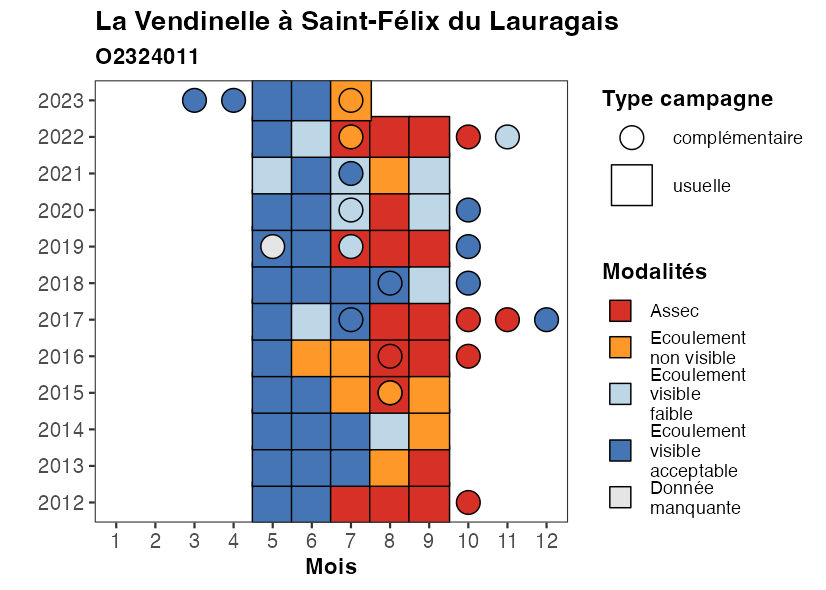 La Vendinelle à Saint-Félix du Lauragais
O2324011
2023
2022
2021
2020
2019
2018
2017
2016
2015
2014
2013
2012
1 2 3 4 5 6 7 8 9 10 11 12
Mois
Type campagne
complémentaire
usuelle
Modalités
Assec
Ecoulement
non visible
Ecoulement
visible
faible
Ecoulement
visible
acceptable
Donnée
manquante